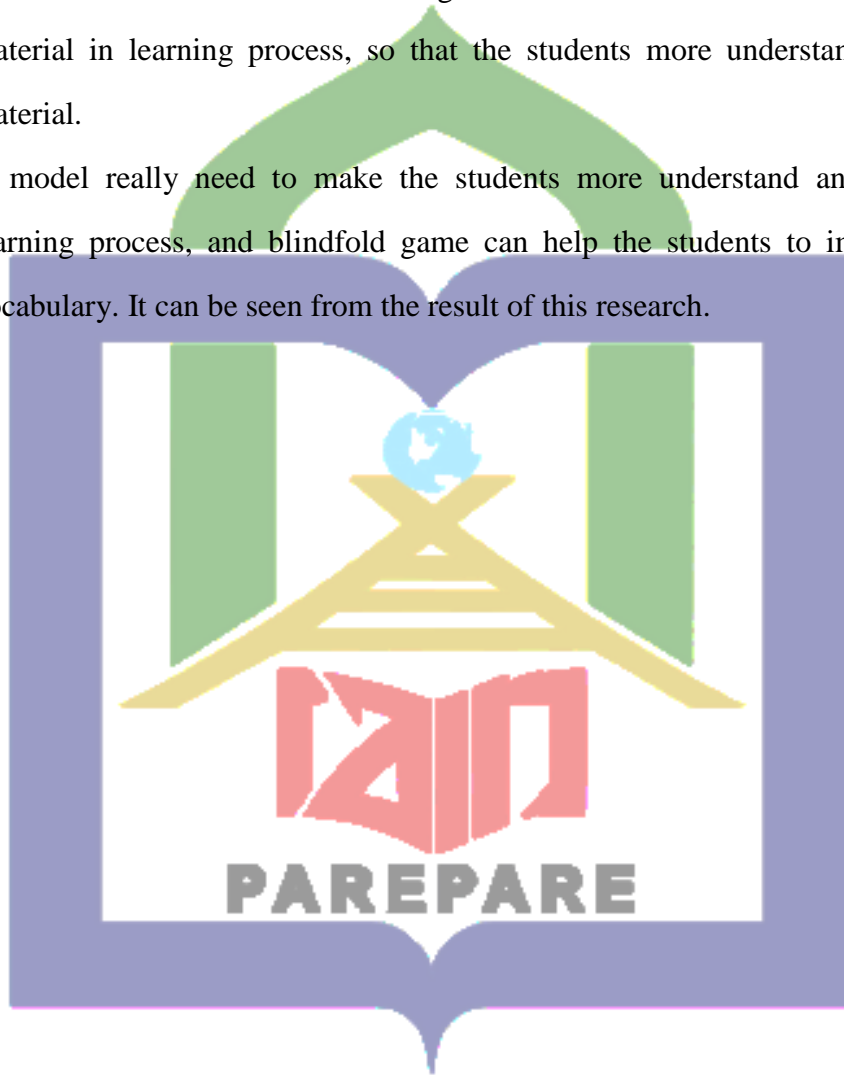 aterial in learning process, so that the students more understan
aterial.
model really need to make the students more understand an
arning process, and blindfold game can help the students to in
ocabulary. It can be seen from the result of this research.
iain
PAREPARE